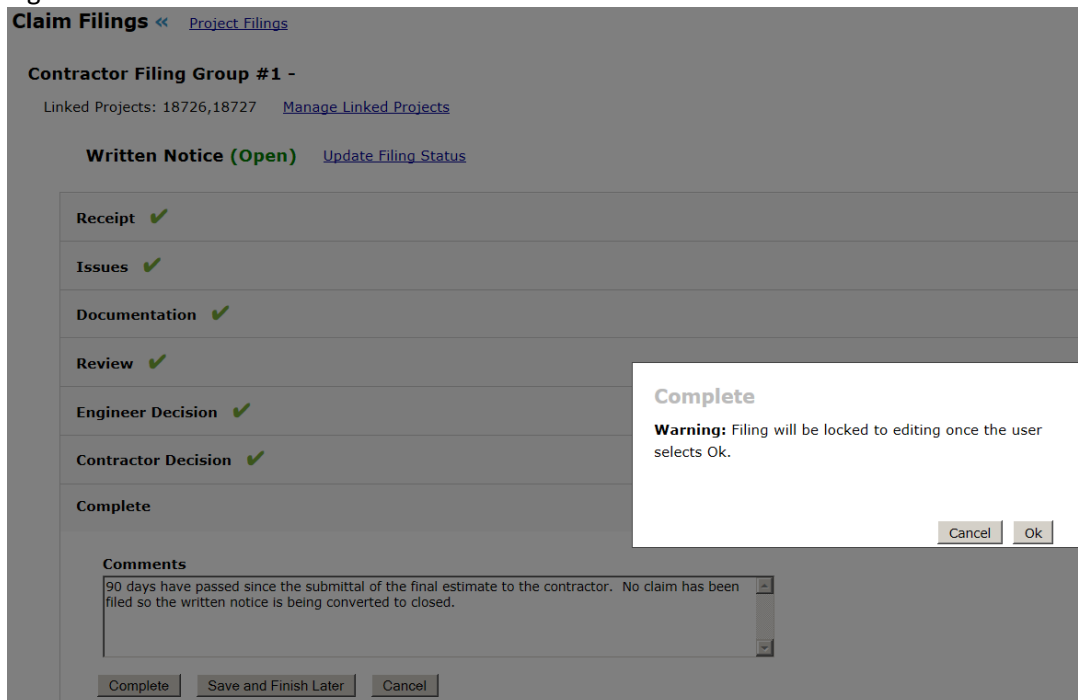 Claim Filings « Project Filings
Contractor Filing Group #1 -
Linked Projects: 18726,18727 Manage Linked Projects
Written Notice (Open) Update Filing Status
Receipt
Issues
Documentation
Review
Engineer Decision
Contractor Decision
Complete
Complete
Warning: Filing will be locked to editing once the user
selects Ok.
Cancel Ok
Comments
90 days have passed since the submittal of the final estimate to the contractor. No claim has been
filed so the written notice is being converted to closed.
Complete Save and Finish Later Cancel